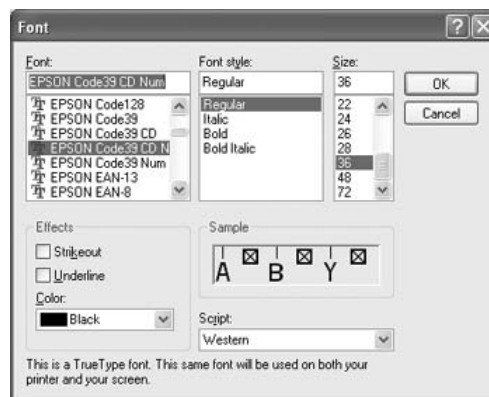 Font
Font:
EPSON Code39 CD Num
EPSON Code128
EPSON Code39
EPSON Code39 CD
EPSON Code39 CD N
EPSON Code39 Num
EPSON EAN-13
EPSON EAN-8
Font style:
Regular
Regular
Italic
Bold
Bold Italic
Size:
36
22
24
26
28
36
48
72
OK
Cancel
Effects
Strikeout
Underline
Color:
Black
Sample
A B Y
Script:
Western
This is a TrueType font. This same font will be used on both your
printer and your screen.